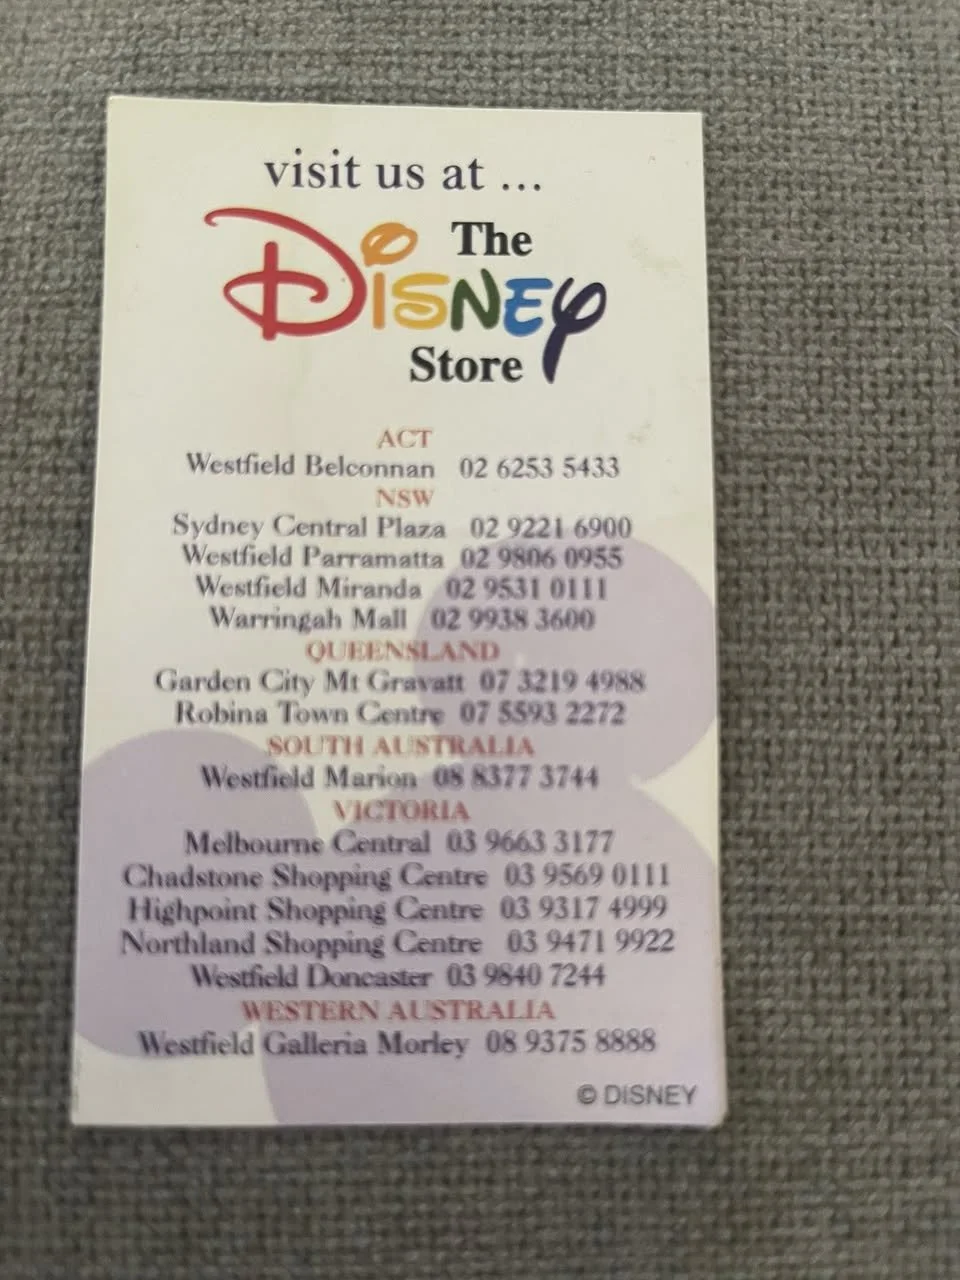 visit us at ...
The
Disney
Store
ACT
Westfield Belconnan 02 6253 5433
NSW
Sydney Central Plaza 02 9221 6900
Westfield Parramatta 02 9806 0955
Westfield Miranda 02 9531 0111
Warringah Mall 02 9938 3600
QUEENSLAND
Garden City Mt Gravatt 07 3219 4988
Robina Town Centre 07 5593 2272
SOUTH AUSTRALIA
Westfield Marion 08 8377 3744
VICTORIA
Melbourne Central 03 9663 3177
Chadstone Shopping Centre 03 9569 0111
Highpoint Shopping Centre 03 9317 4999
Northland Shopping Centre 03 9471 9922
Westfield Doncaster 03 9840 7244
WESTERN AUSTRALIA
Westfield Galleria Morley 08 9375 8888
© DISNEY